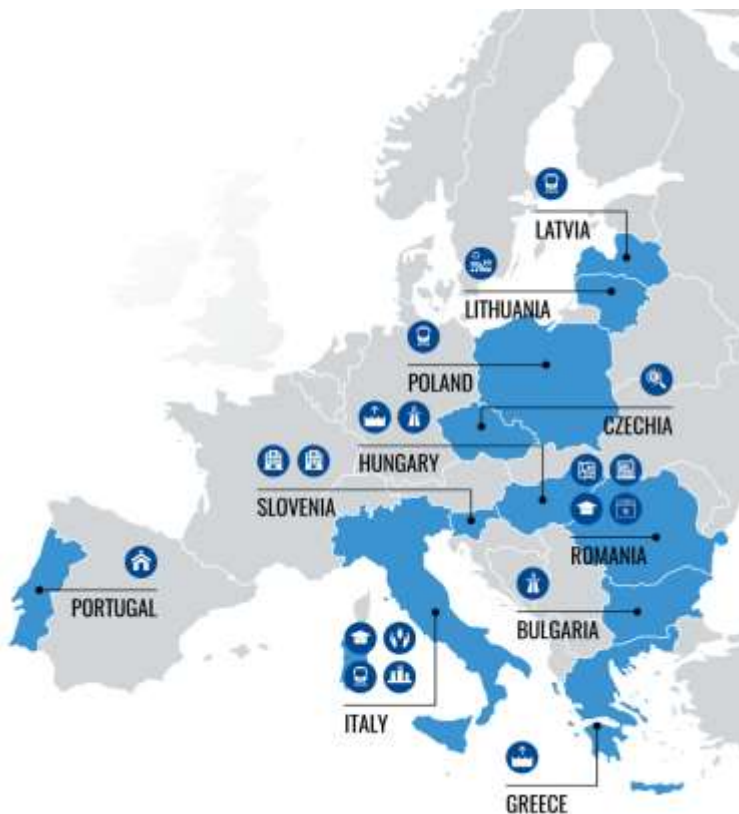 LATVIA
LITHUANIA
POLAND
CZECHIA
HUNGARY
SLOVENIA
ROMANIA
PORTUGAL
BULGARIA
ITALY
GREECE